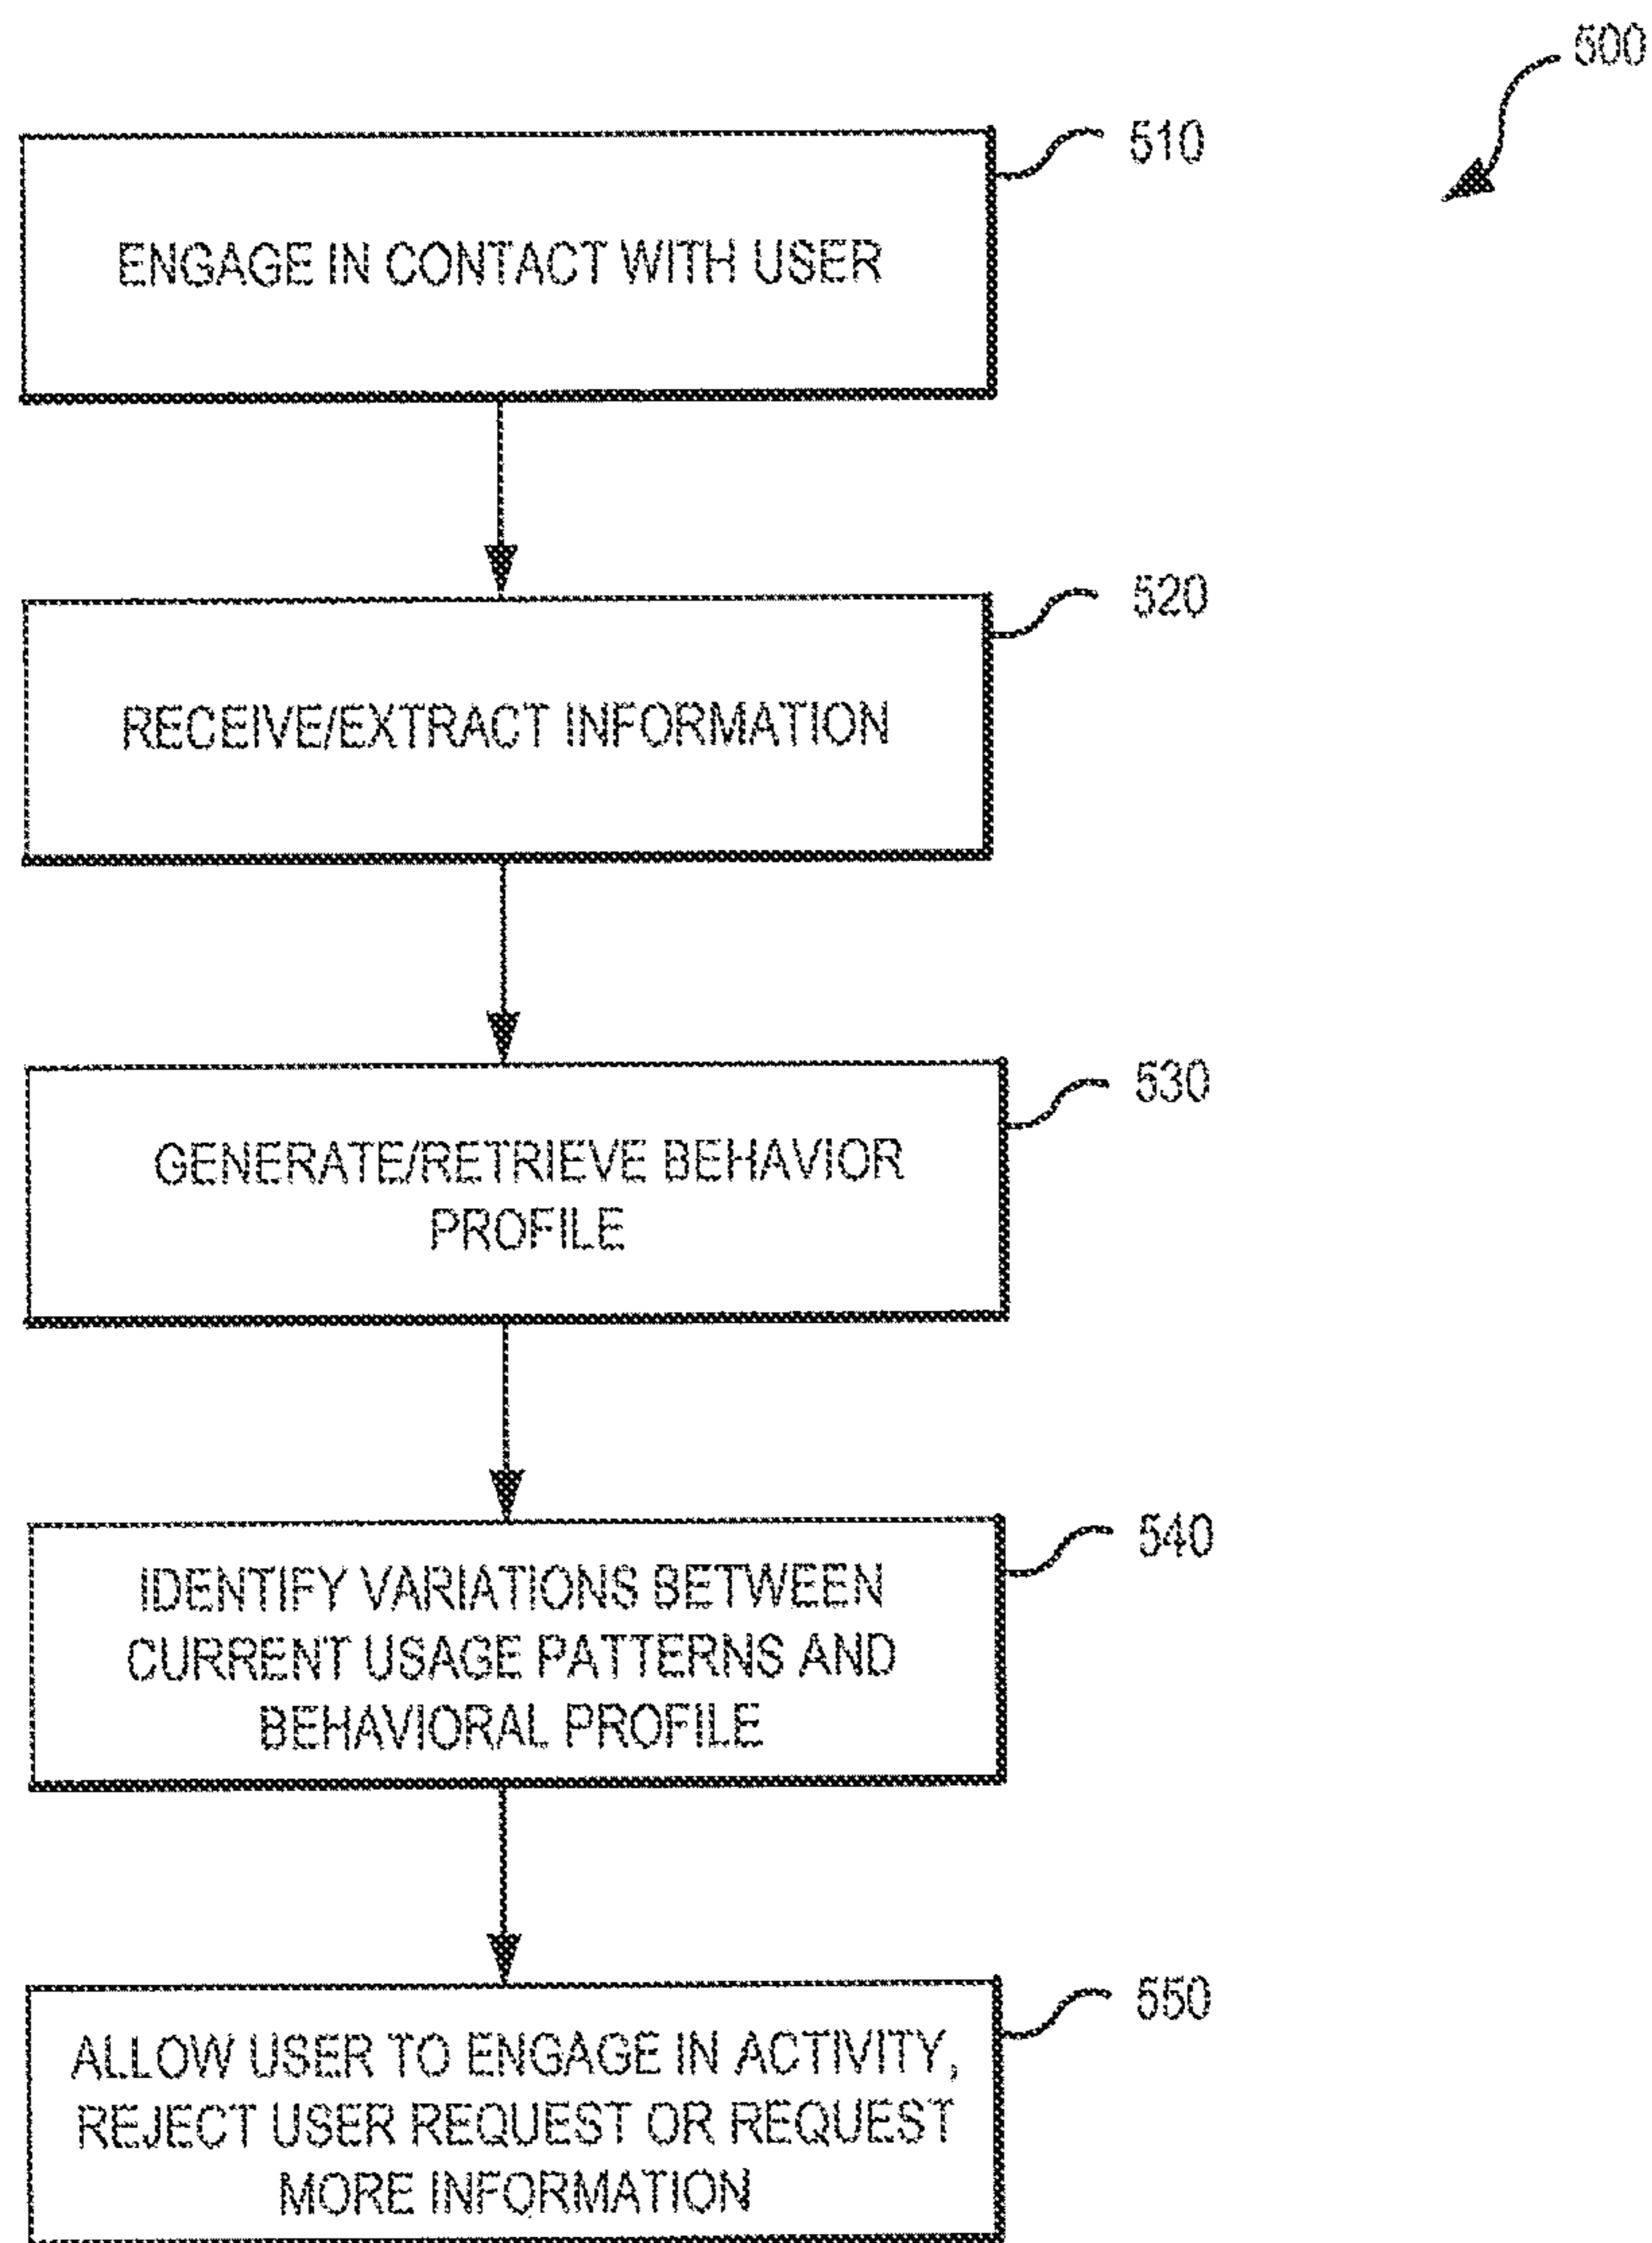 500
510
ENGAGE IN CONTACT WITH USER
520
RECEIVE/EXTRACT INFORMATION
530
GENERATE/RETRIEVE BEHAVIOR
PROFILE
540
IDENTIFY VARIATIONS BETWEEN
CURRENT USAGE PATTERNS AND
BEHAVIORAL PROFILE
550
ALLOW USER TO ENGAGE IN ACTIVITY,
REJECT USER REQUEST OR REQUEST
MORE INFORMATION